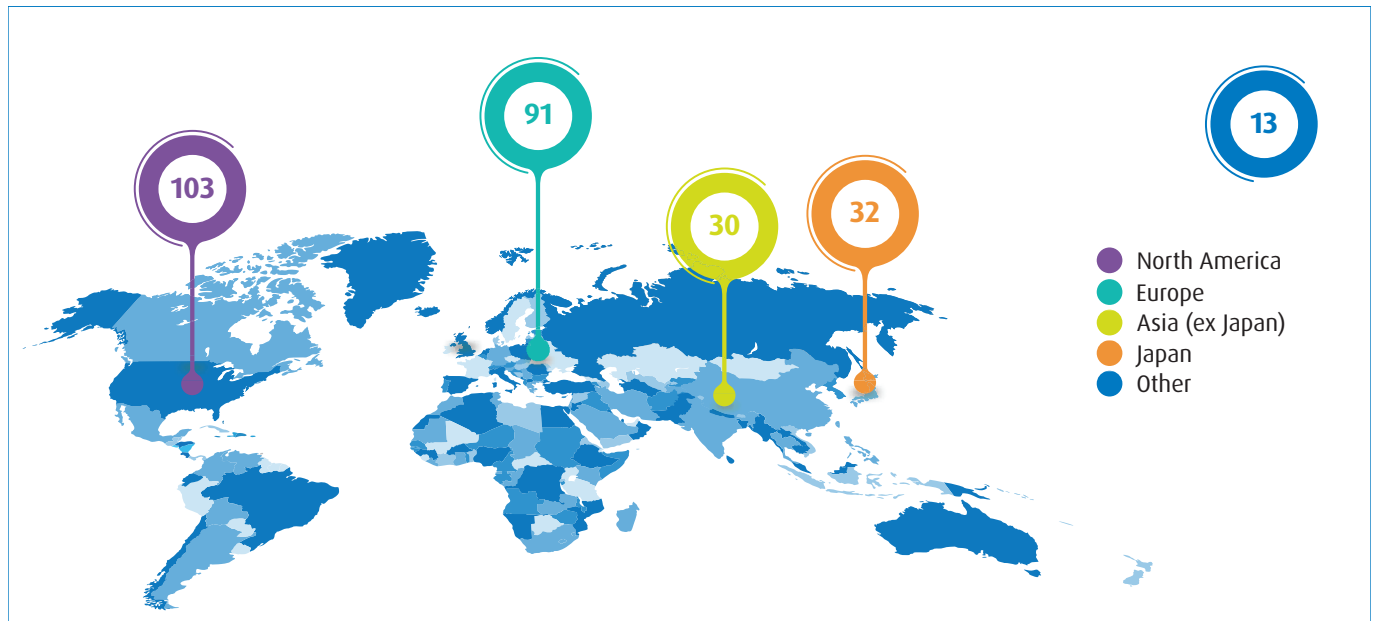 103
91
30
32
13
North America
Europe
Asia (ex Japan)
Japan
Other